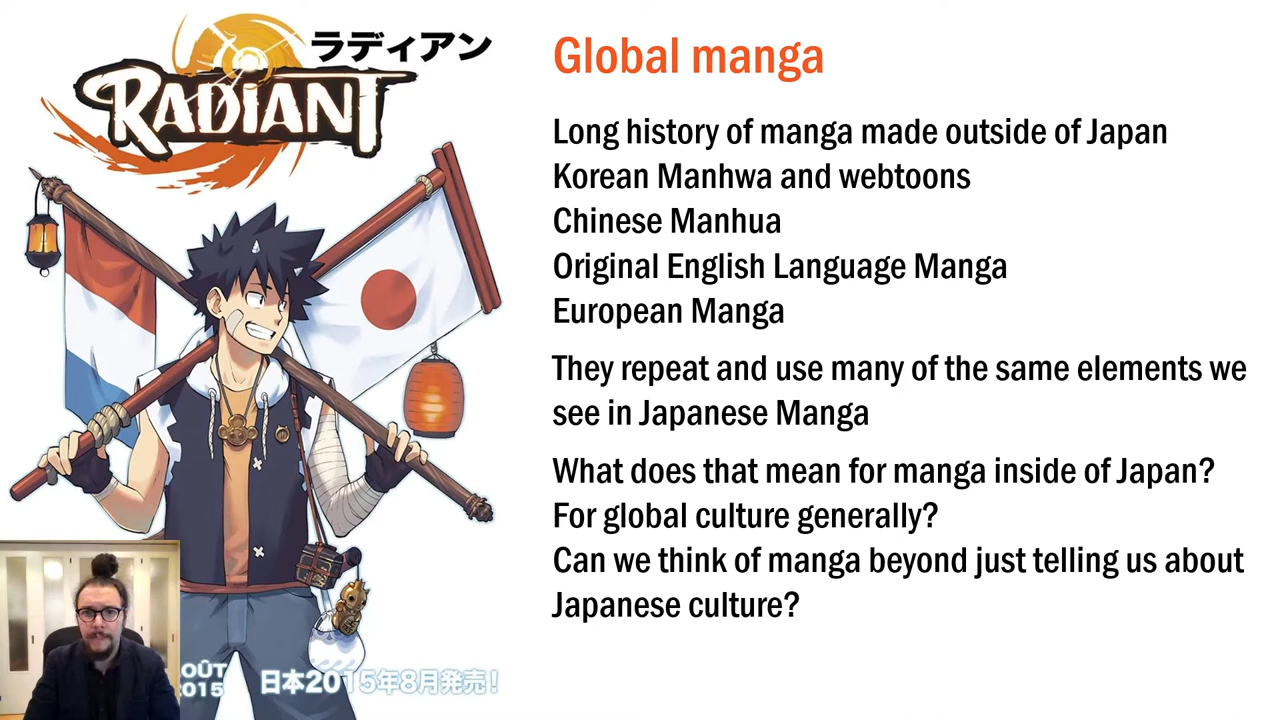 ラディアン
RADIANT
Global manga
Long history of manga made outside of Japan
Korean Manhwa and webtoons
Chinese Manhua
Original English Language Manga
European Manga
They repeat and use many of the same elements we
see in Japanese Manga
What does that mean for manga inside of Japan?
For global culture generally?
Can we think of manga beyond just telling us about
Japanese culture?
OÛT
2015
日本2015年8月発売!